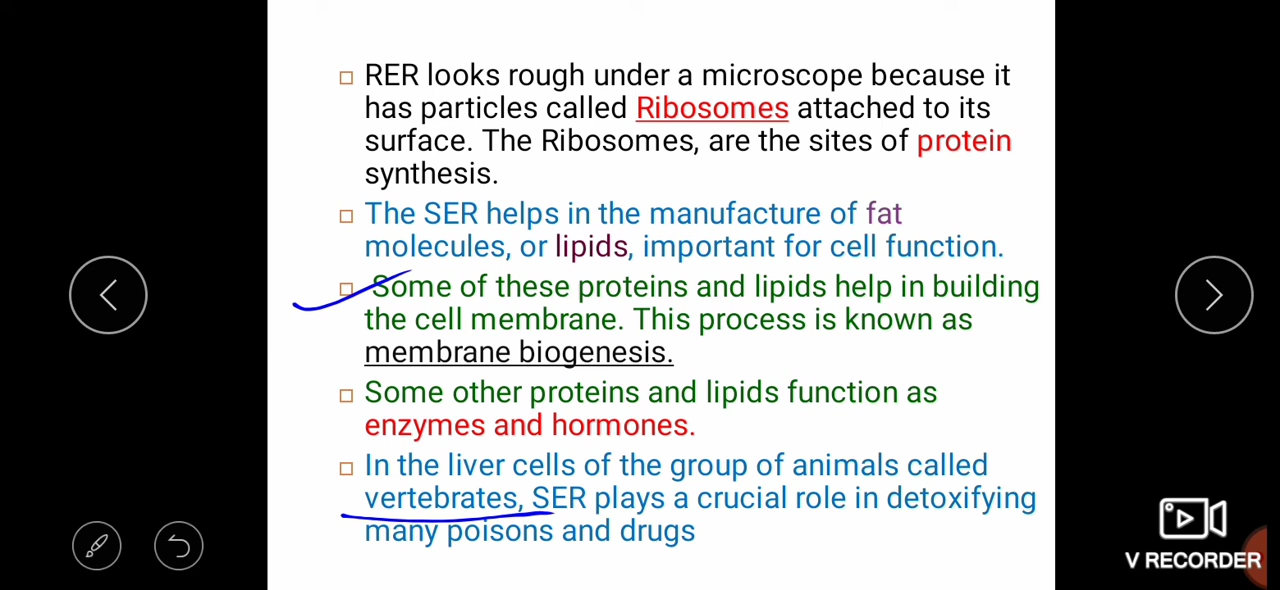 RER looks rough under a microscope because it
has particles called Ribosomes attached to its
surface. The Ribosomes, are the sites of protein
synthesis.
The SER helps in the manufacture of fat
molecules, or lipids, important for cell function.
Some of these proteins and lipids help in building
the cell membrane. This process is known as
membrane biogenesis.
Some other proteins and lipids function as
enzymes and hormones.
In the liver cells of the group of animals called
vertebrates, SER plays a crucial role in detoxifying
many poisons and drugs
V RECORDER